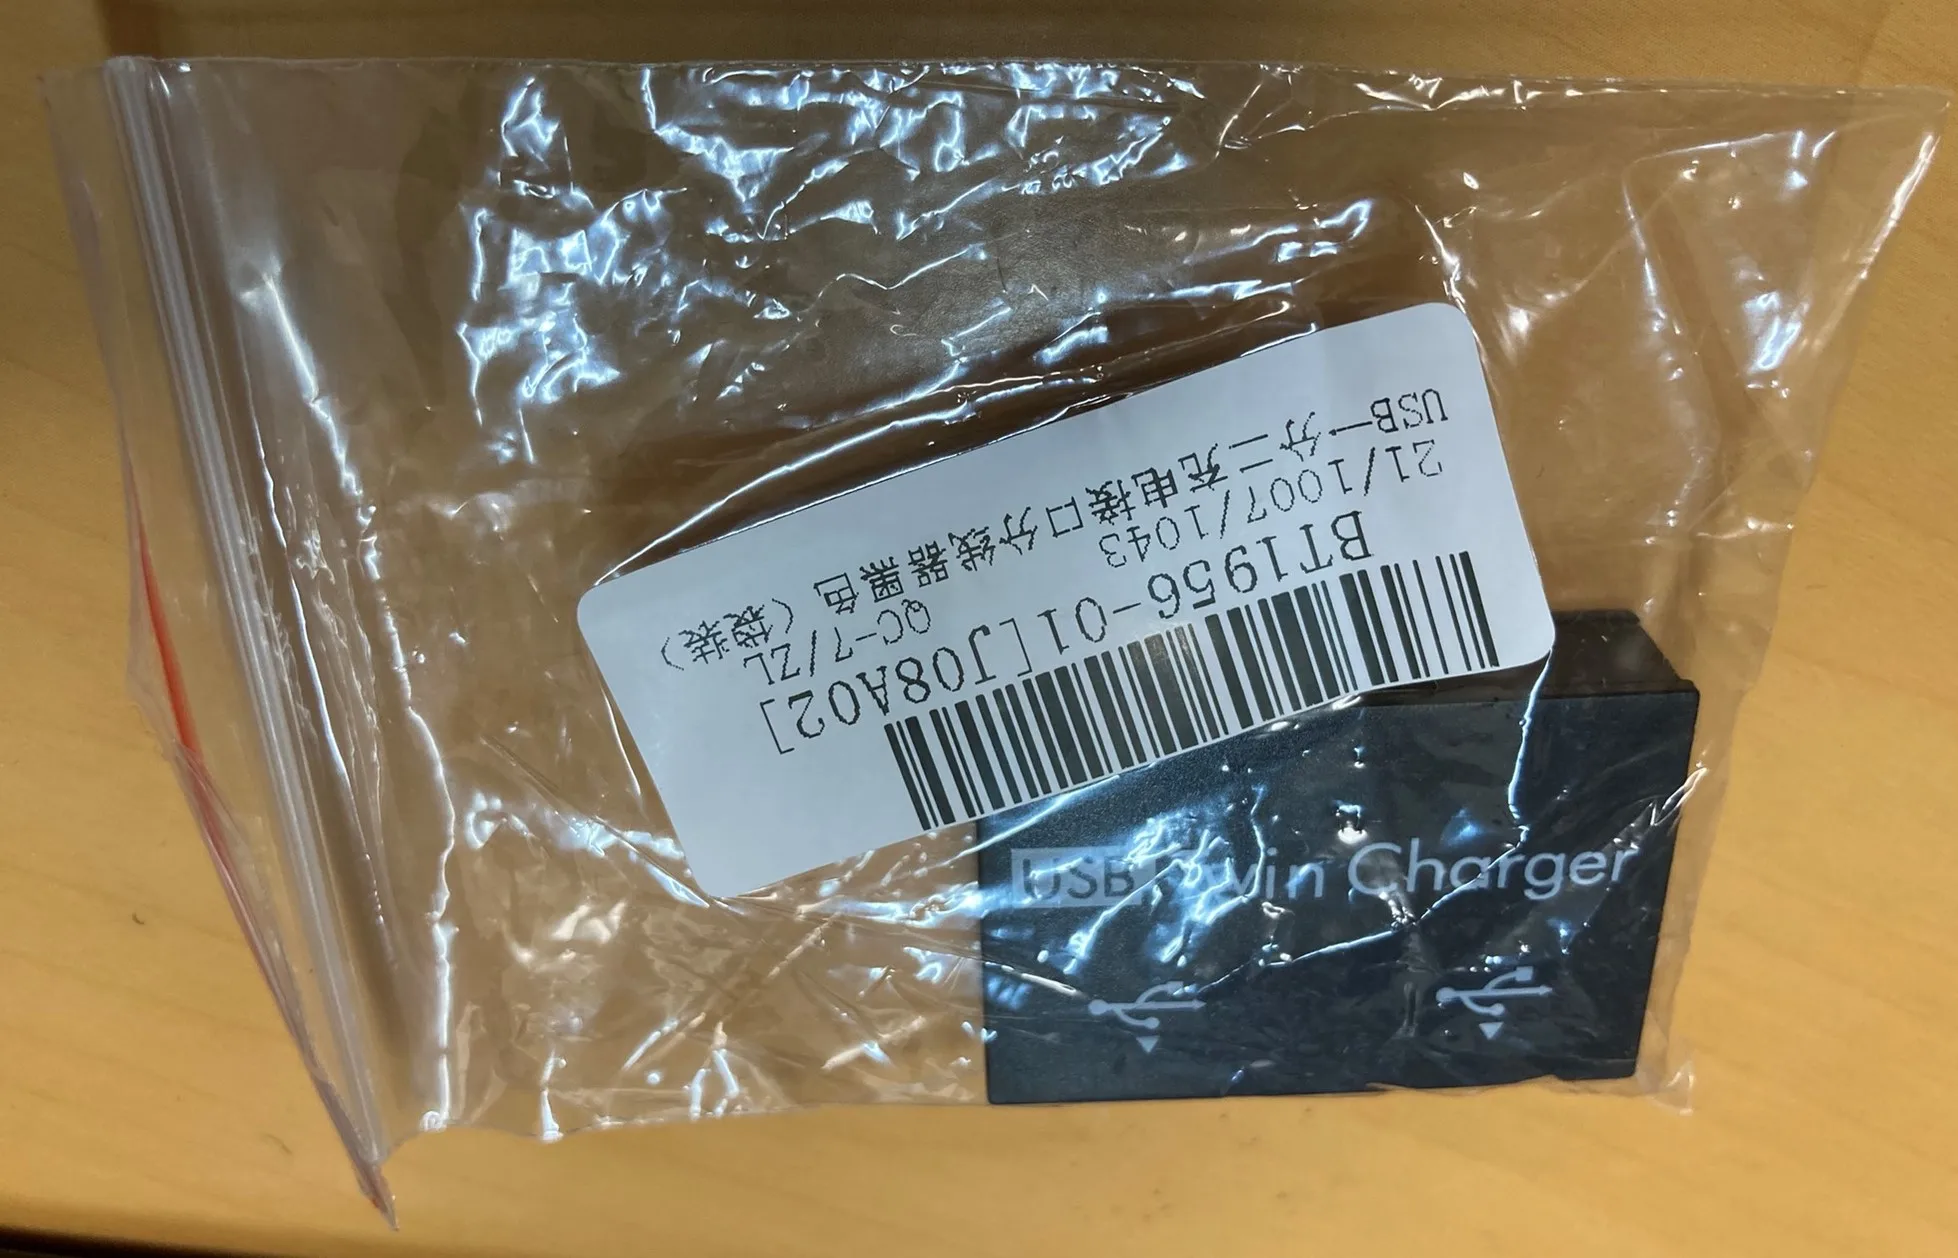 BT1956-01[J08A02]
21/1007/1043 QC-7/ZL
USB一分二充电接口分线器黑色（袋装）
USB Twin Charger